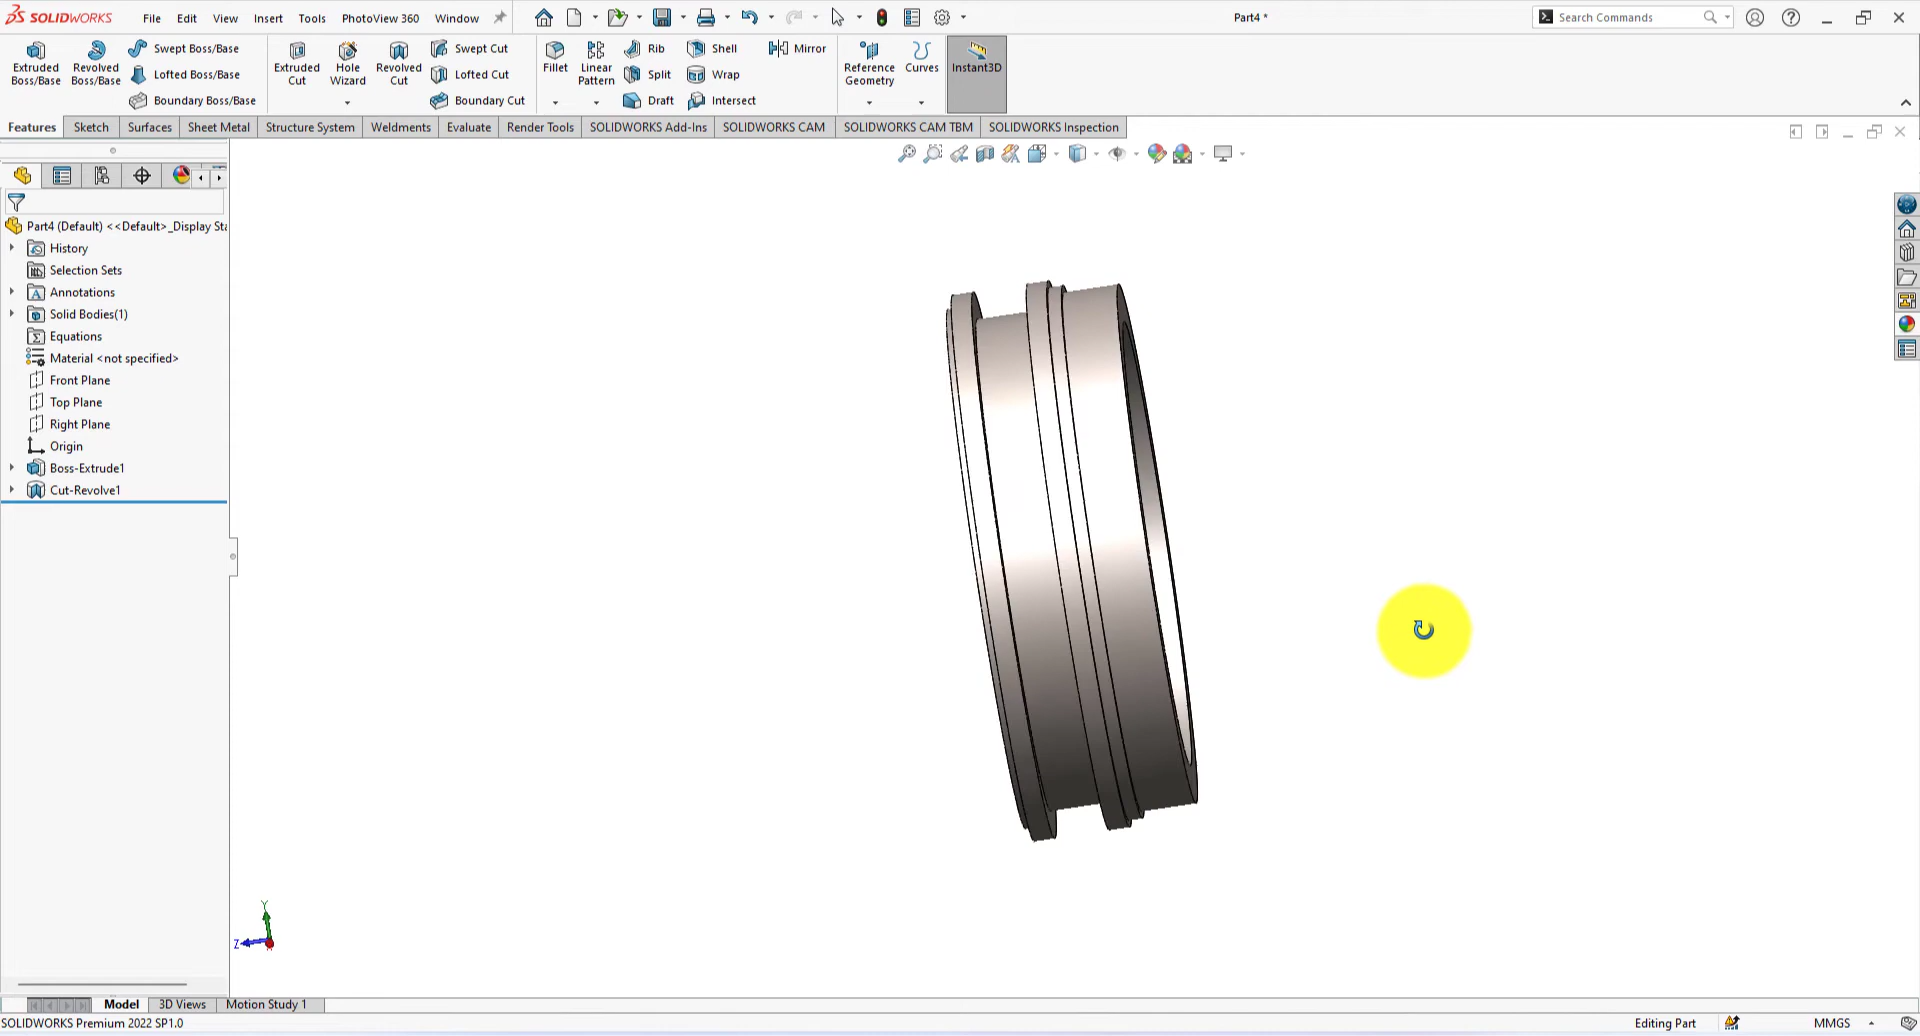 SOLIDWORKS File Edit View Insert Tools PhotoView 360 Window Part4 * Search Commands
Extruded Boss/Base
Revolved Boss/Base
Swept Boss/Base
Lofted Boss/Base
Boundary Boss/Base
Extruded Cut
Hole Wizard
Revolved Cut
Swept Cut
Lofted Cut
Boundary Cut
Fillet
Linear Pattern
Rib
Split
Draft
Shell
Wrap
Intersect
Mirror
Reference Geometry
Curves
Instant3D
Features Sketch Surfaces Sheet Metal Structure System Weldments Evaluate Render Tools SOLIDWORKS Add-Ins SOLIDWORKS CAM SOLIDWORKS CAM TBM SOLIDWORKS Inspection
Part4 (Default) <<Default>_Display Sta
History
Selection Sets
Annotations
Solid Bodies(1)
Equations
Material <not specified>
Front Plane
Top Plane
Right Plane
Origin
Boss-Extrude1
Cut-Revolve1
Y
Z
Model 3D Views Motion Study 1
SOLIDWORKS Premium 2022 SP1.0 Editing Part MMGS